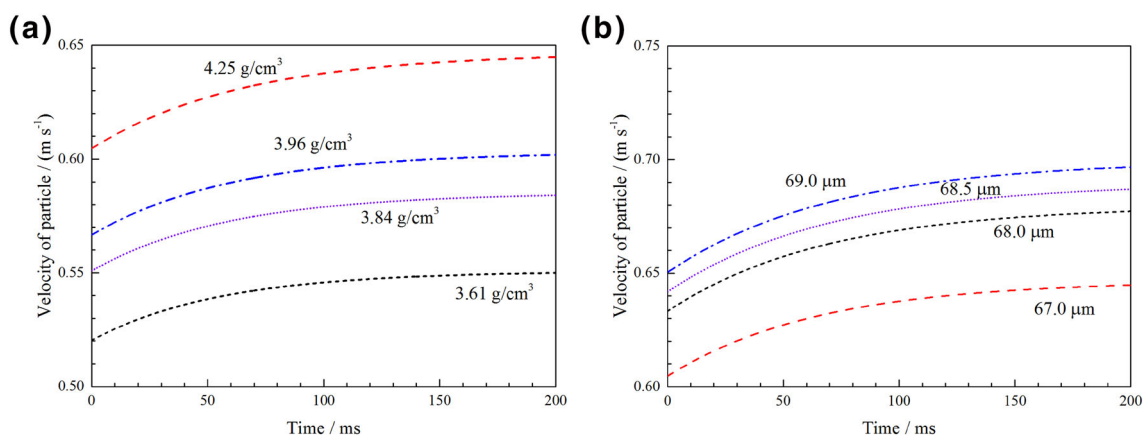 (a)
0.65
0.60
0.55
0.50
Velocity of particle / (m s⁻¹)
4.25 g/cm³
3.96 g/cm³
3.84 g/cm³
3.61 g/cm³
0 50 100 150 200
Time / ms
(b)
0.75
0.70
0.65
0.60
Velocity of particle / (m s⁻¹)
69.0 μm
68.5 μm
68.0 μm
67.0 μm
0 50 100 150 200
Time / ms